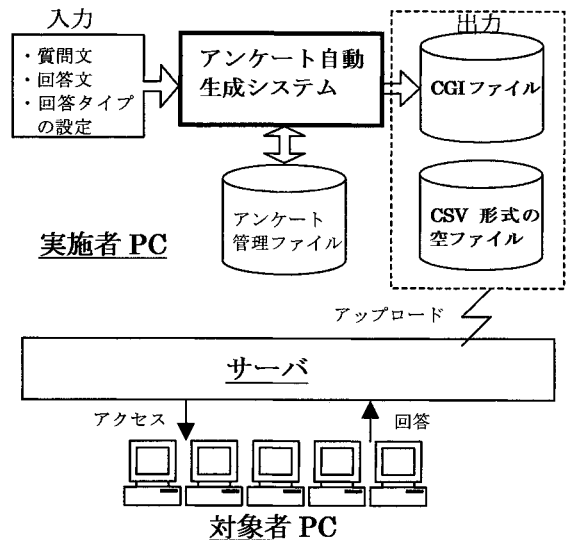 入力
・質問文
・回答文
・回答タイプ
の設定
アンケート自動
生成システム
出力
CGIファイル
CSV 形式の
空ファイル
アンケート
管理ファイル
実施者 PC
アップロード
サーバ
アクセス
回答
対象者 PC